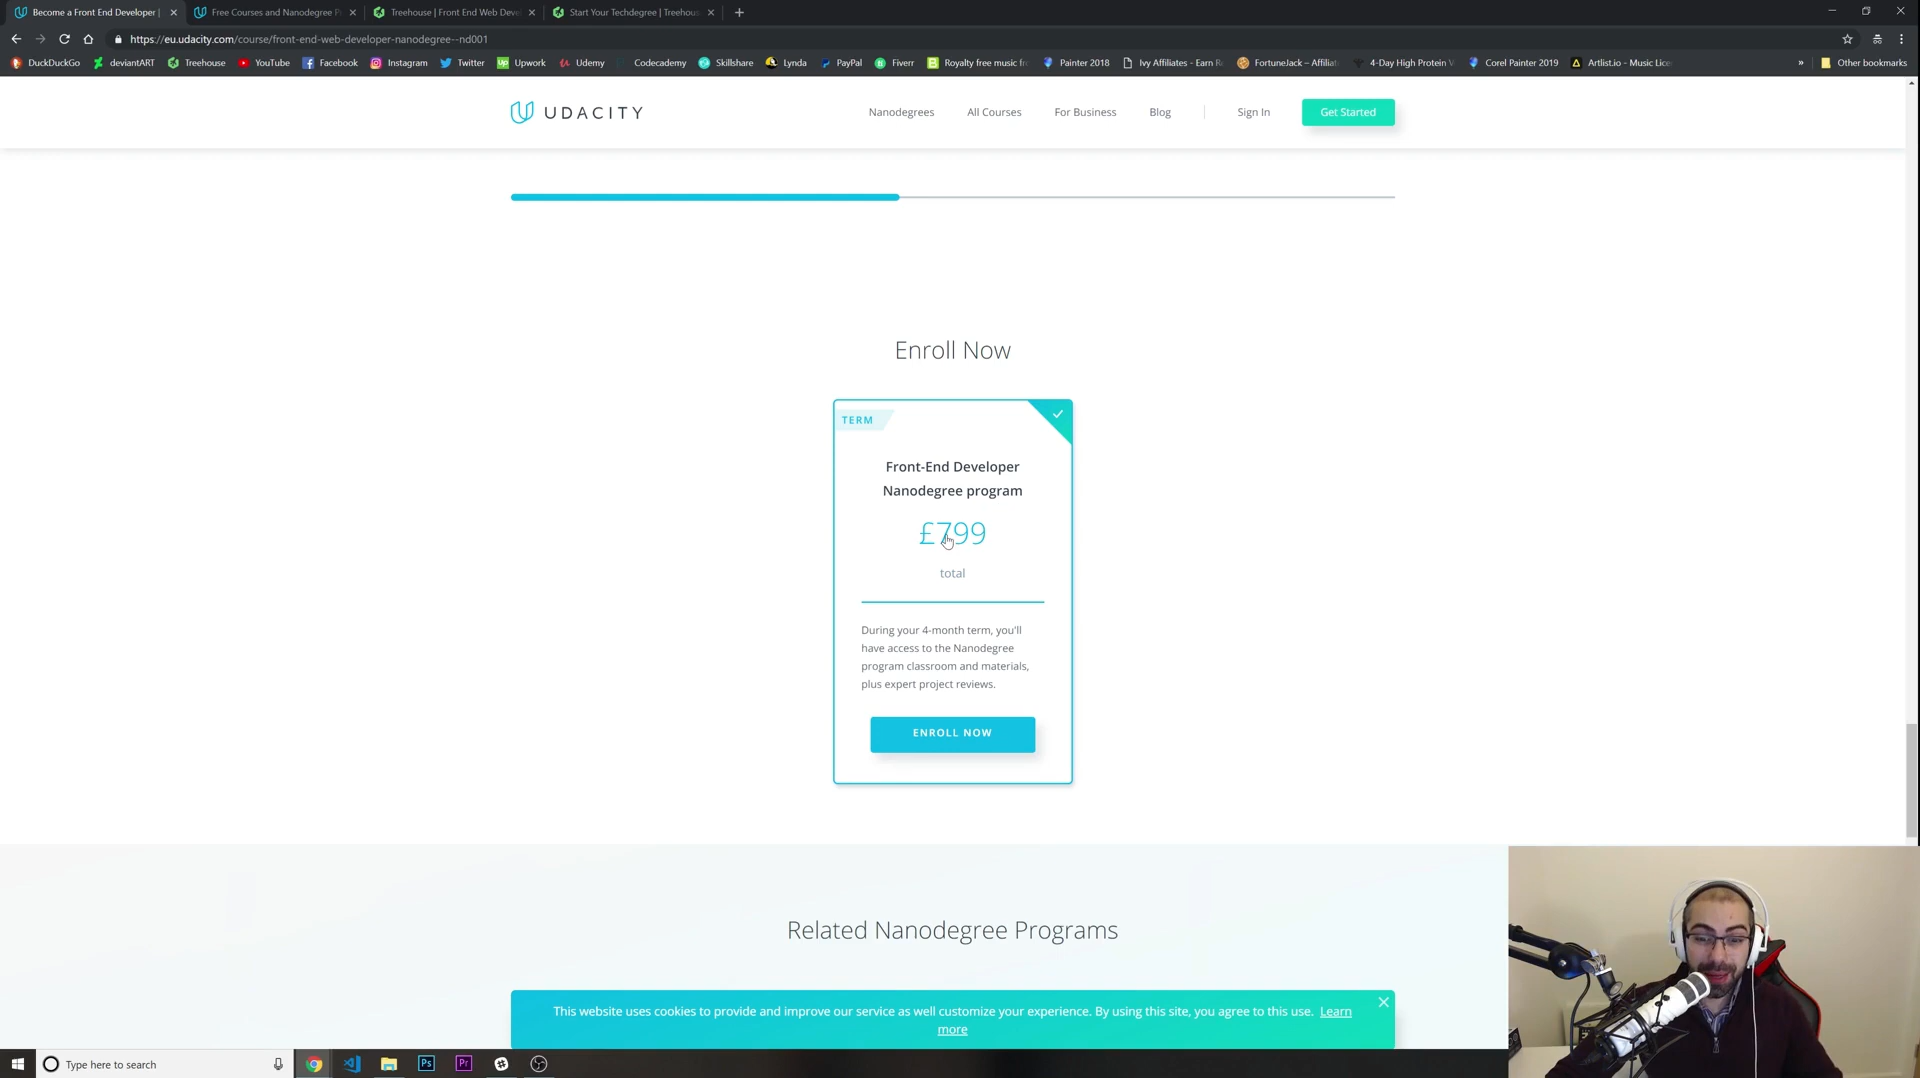 Become a Front End Developer |
Free Courses and Nanodegree P
Treehouse | Front End Web Deve
Start Your Techdegree | Treehous
https://eu.udacity.com/course/front-end-web-developer-nanodegree--nd001
DuckDuckGo
deviantART
Treehouse
YouTube
Facebook
Instagram
Twitter
Up Upwork
Udemy
Codecademy
Skillshare
Lynda
PayPal
Fiverr
Royalty free music fr
Painter 2018
Ivy Affiliates - Earn R
FortuneJack – Affiliat
4-Day High Protein V
Corel Painter 2019
Artlist.io - Music Lice
»
Other bookmarks
UDACITY
Nanodegrees
All Courses
For Business
Blog
Sign In
Get Started
Enroll Now
TERM
Front-End Developer
Nanodegree program
£799
total
During your 4-month term, you'll
have access to the Nanodegree
program classroom and materials,
plus expert project reviews.
ENROLL NOW
Related Nanodegree Programs
This website uses cookies to provide and improve our service as well customize your experience. By using this site, you agree to this use. Learn
more
Type here to search
Ps
Pr